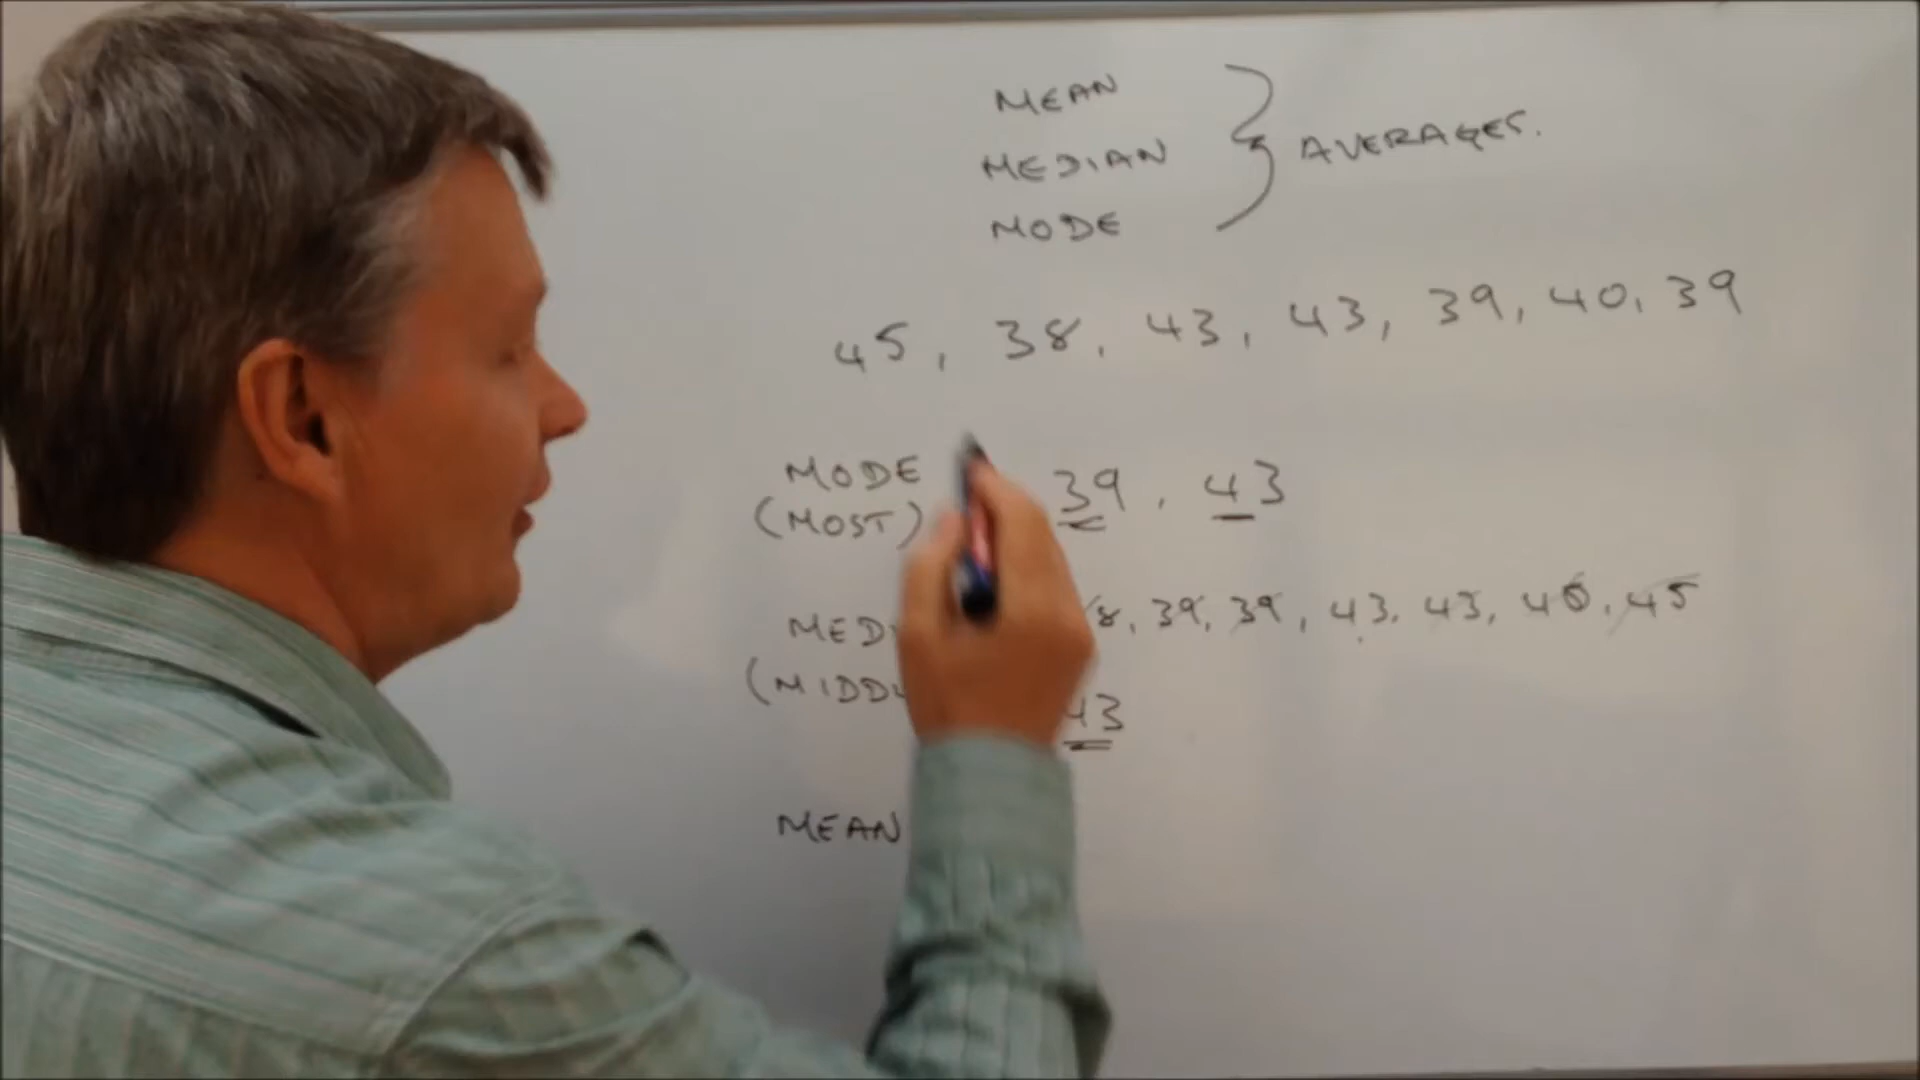 MEAN
MEDIAN
MODE
AVERAGES.
45, 38, 43, 43, 39, 40, 39
MODE
(MOST)
39, 43
39, 39, 43, 43, 40, 45
43
MEAN